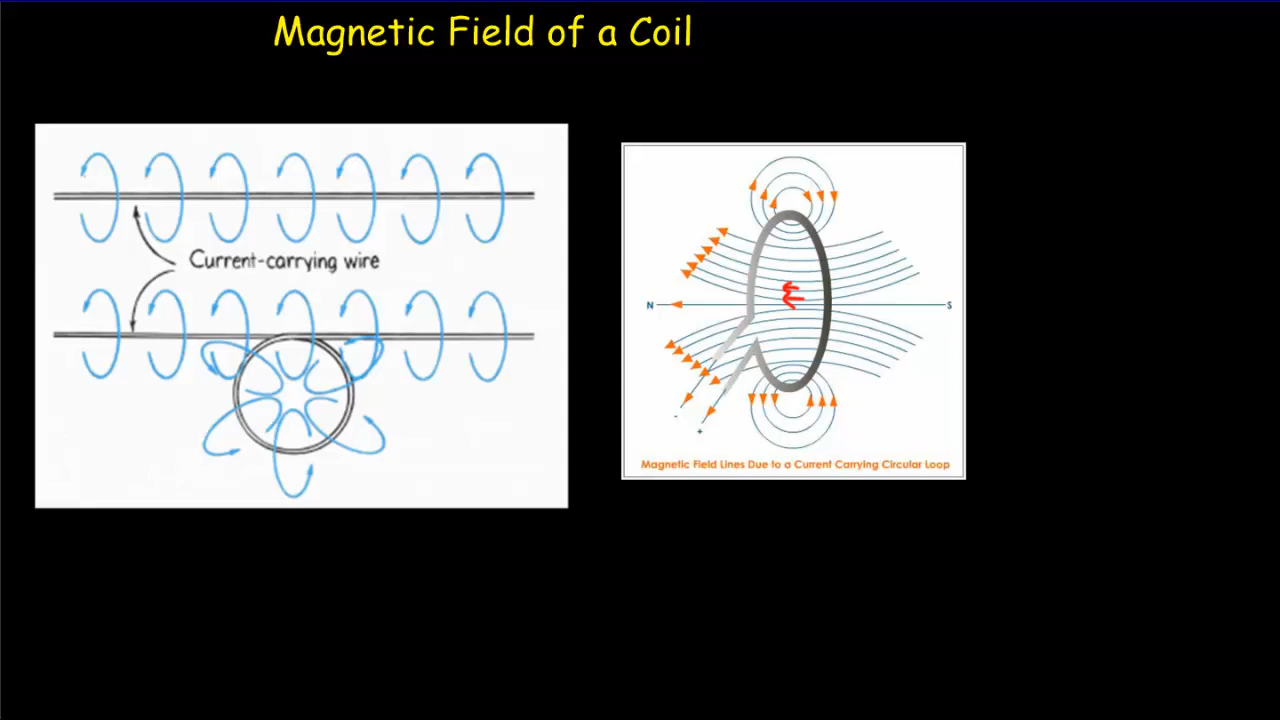 Magnetic Field of a Coil
Current-carrying wire
N
S
-
+
Magnetic Field Lines Due to a Current Carrying Circular Loop